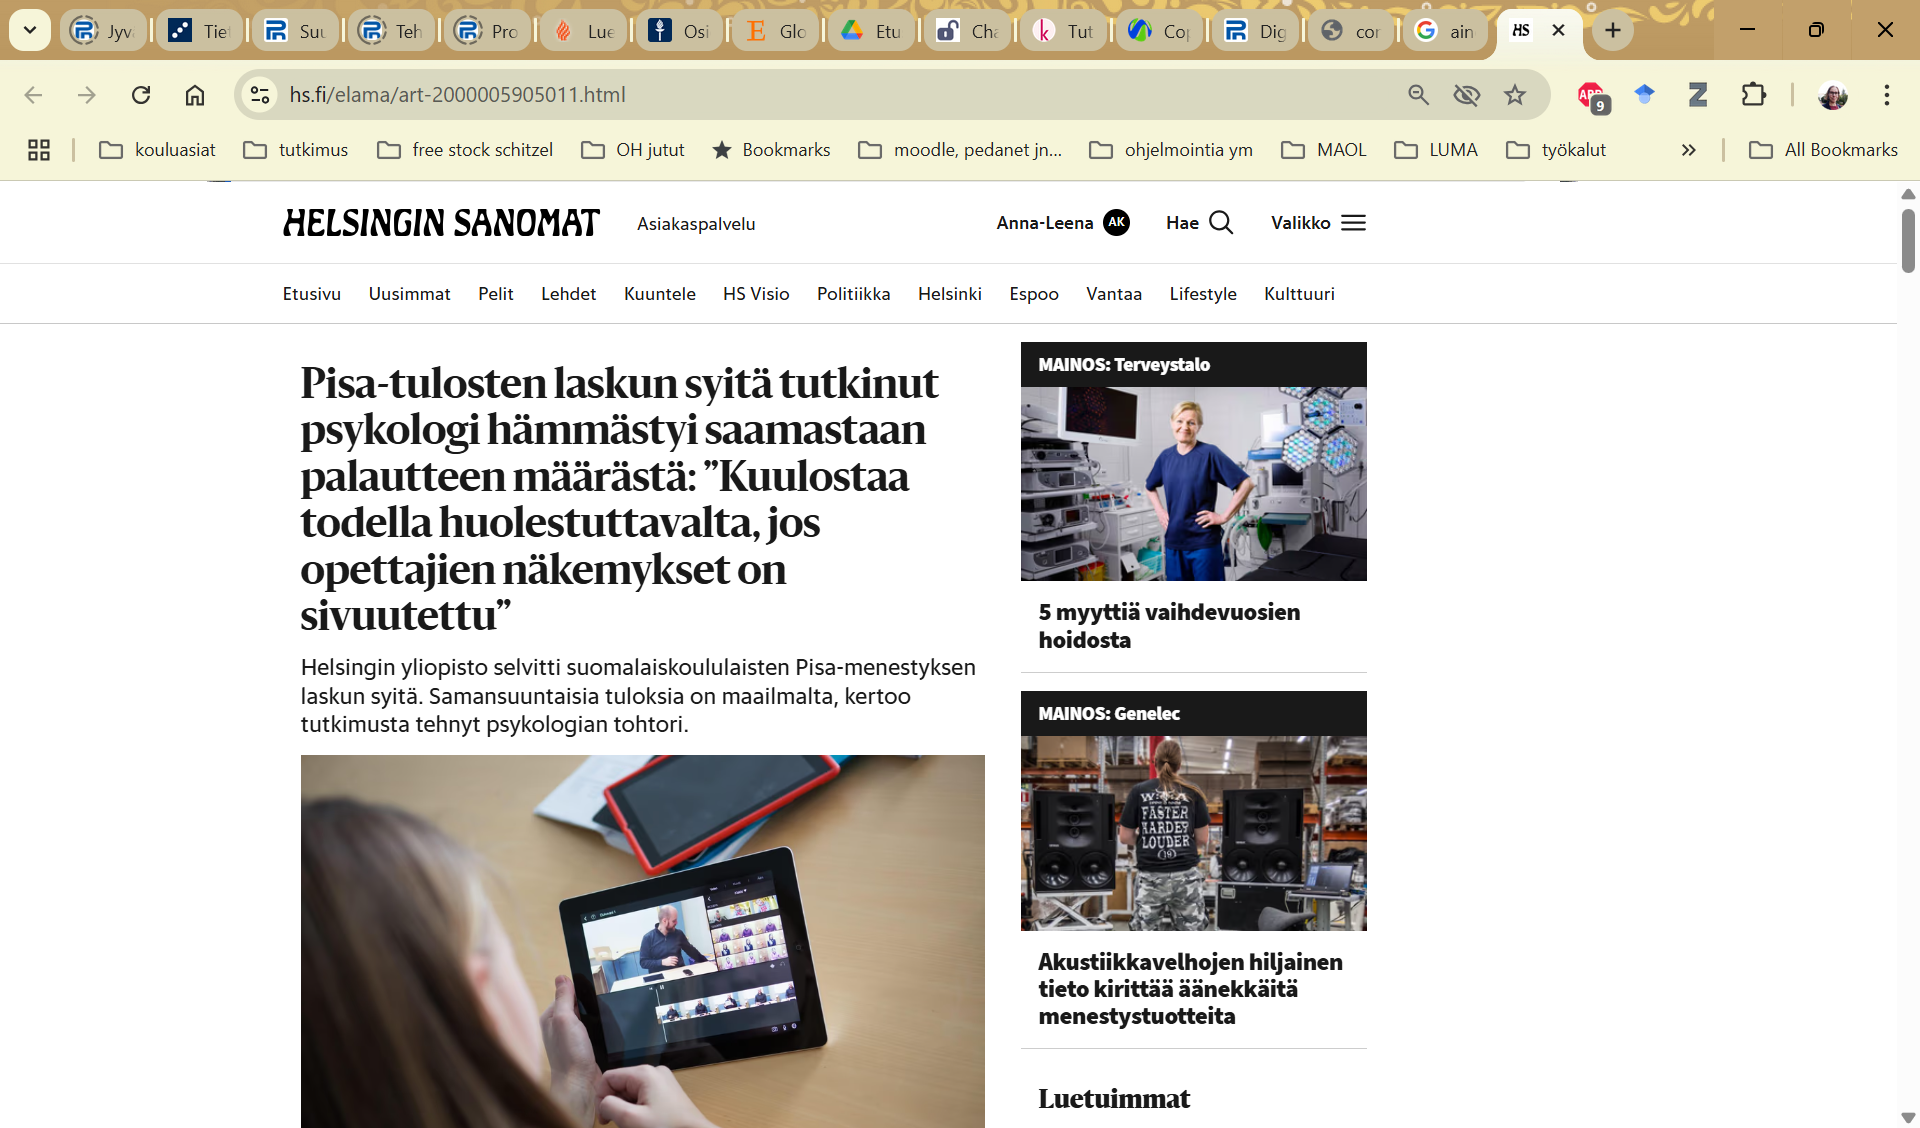 Jyv
Tie
Suu
Teh
Pro
Lue
Osi
Glo
Etu
Cha
Tut
Cop
Dig
cor
ain
HS
hs.fi/elama/art-2000005905011.html
9
kouluasiat
tutkimus
free stock schitzel
OH jutut
Bookmarks
moodle, pedanet jn...
ohjelmointia ym
MAOL
LUMA
työkalut
All Bookmarks
HELSINGIN SANOMAT
Asiakaspalvelu
Anna-Leena AK
Hae
Valikko
Etusivu
Uusimmat
Pelit
Lehdet
Kuuntele
HS Visio
Politiikka
Helsinki
Espoo
Vantaa
Lifestyle
Kulttuuri
Pisa-tulosten laskun syitä tutkinut
psykologi hämmästyi saamastaan
palautteen määrästä: ”Kuulostaa
todella huolestuttavalta, jos
opettajien näkemykset on
sivuutettu”
Helsingin yliopisto selvitti suomalaiskoululaisten Pisa-menestyksen
laskun syitä. Samansuuntaisia tuloksia on maailmalta, kertoo
tutkimusta tehnyt psykologian tohtori.
MAINOS: Terveystalo
5 myyttiä vaihdevuosien
hoidosta
MAINOS: Genelec
FASTER
HARDER
LOUDER
Akustiikkavelhojen hiljainen
tieto kirittää äänekkäitä
menestystuotteita
Luetuimmat